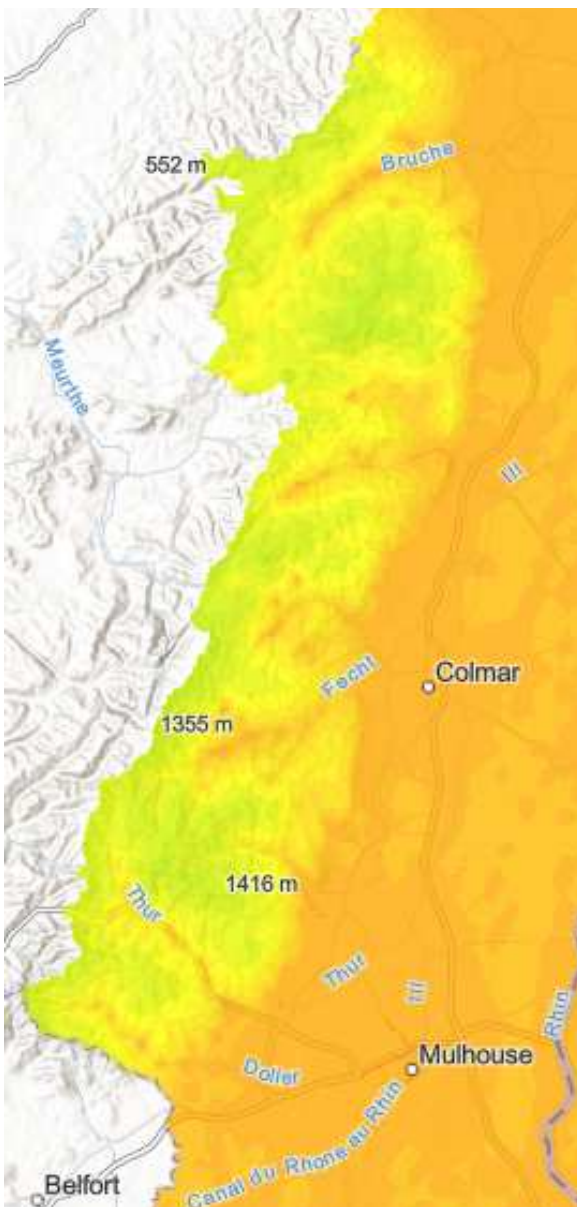 552 m
Bruche
Meurthe
Ill
Fecht
Colmar
1355 m
1416 m
Thur
Thur
Ill
Rhin
Doller
Mulhouse
Canal du Rhone au Rhin
Belfort